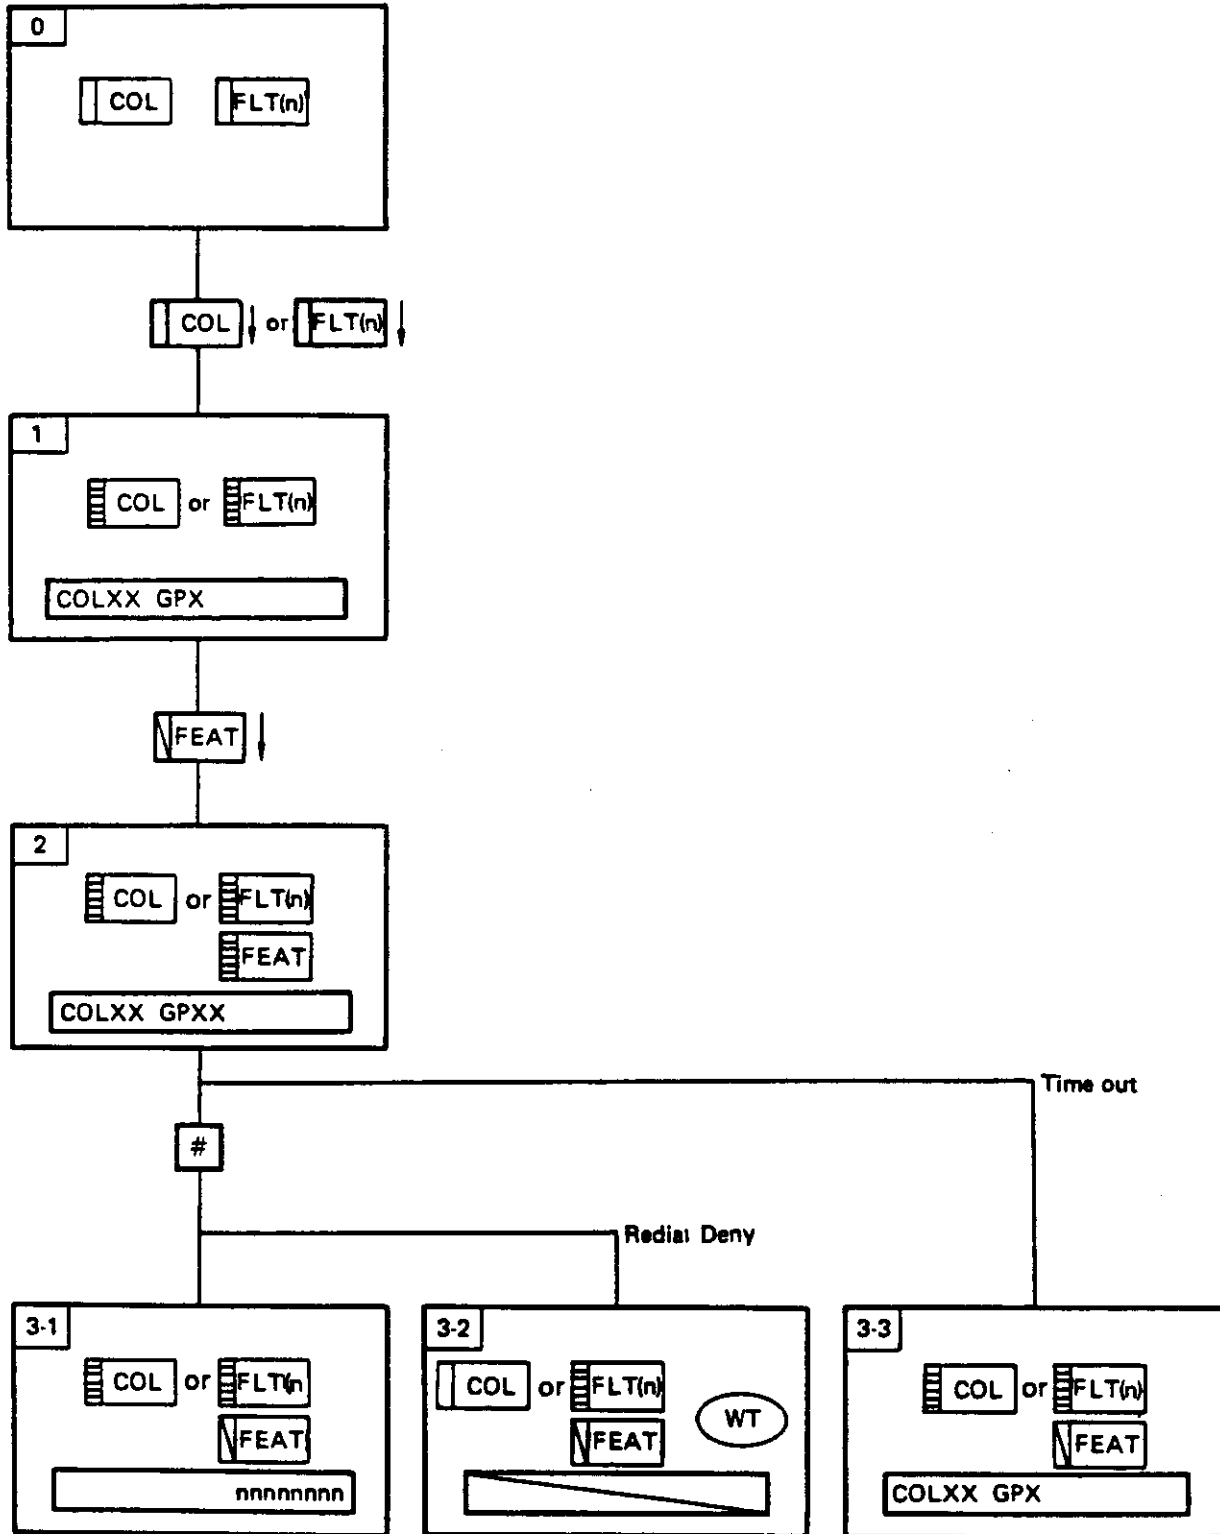 0
COL FLT(n)
COL or FLT(n)
1
COL or FLT(n)
COLXX GPX
FEAT
2
COL or FLT(n)
FEAT
COLXX GPXX
Time out
#
Redial Deny
3-1
COL or FLT(n
FEAT
nnnnnnnn
3-2
COL or FLT(n)
WT
FEAT
3-3
COL or FLT(n)
FEAT
COLXX GPX